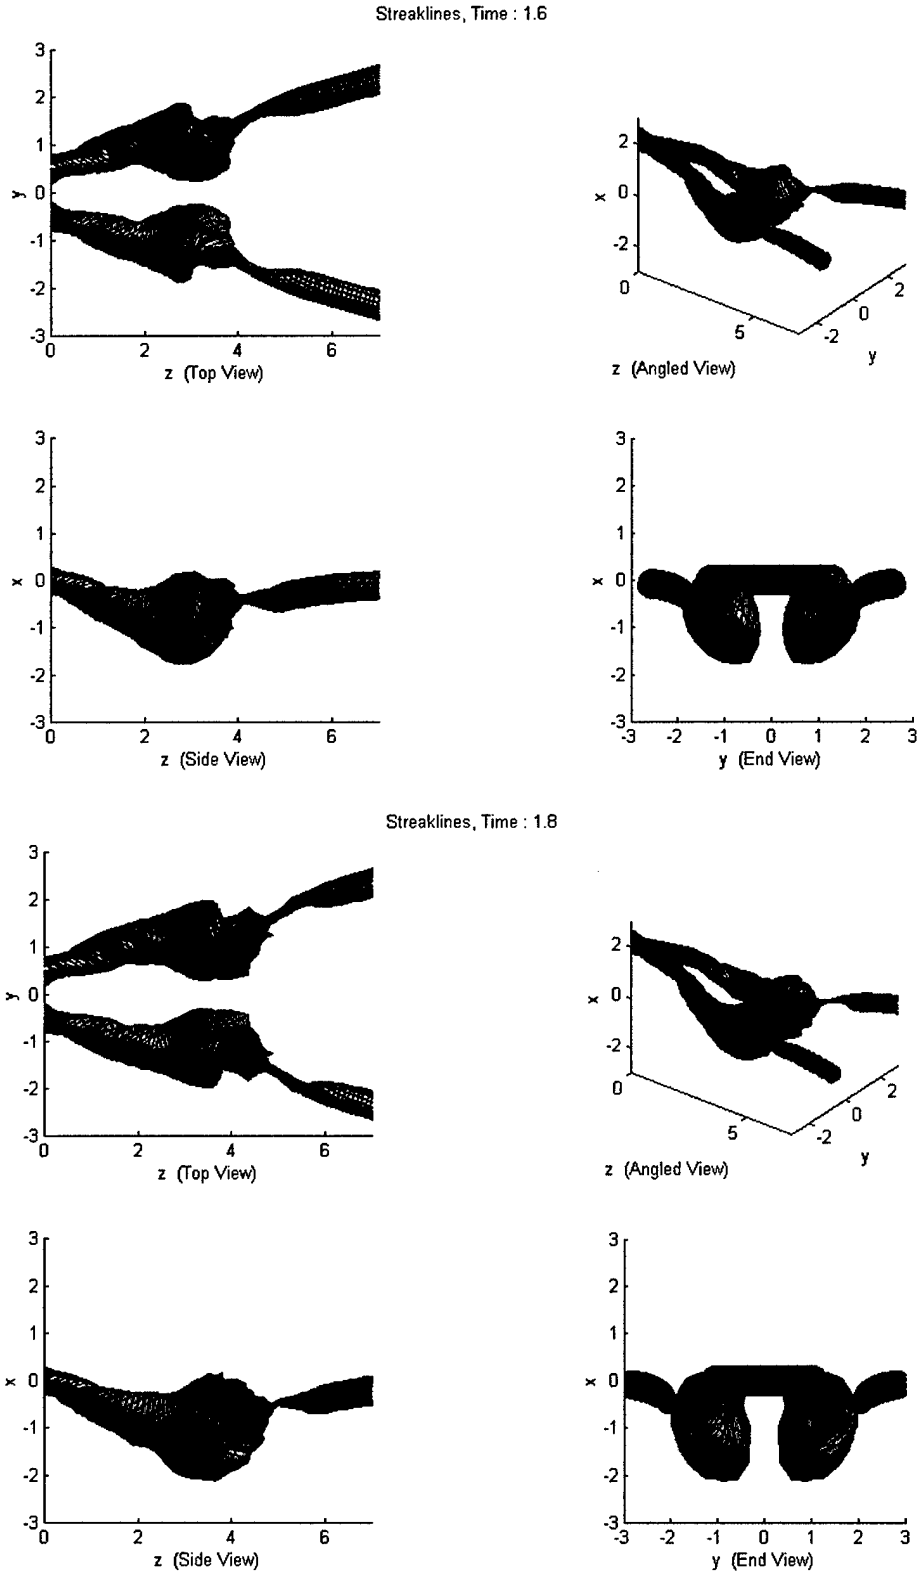 Streaklines, Time : 1.6
3
2
1
0
-1
-2
-3
y
0 2 4 6
z (Top View)
2
0
-2
x
0
5
-2
0
2
y
z (Angled View)
3
2
1
0
-1
-2
-3
x
0 2 4 6
z (Side View)
3
2
1
0
-1
-2
-3
x
-3 -2 -1 0 1 2 3
y (End View)
Streaklines, Time : 1.8
3
2
1
0
-1
-2
-3
y
0 2 4 6
z (Top View)
2
0
-2
x
0
5
-2
0
2
y
z (Angled View)
3
2
1
0
-1
-2
-3
x
0 2 4 6
z (Side View)
3
2
1
0
-1
-2
-3
x
-3 -2 -1 0 1 2 3
y (End View)